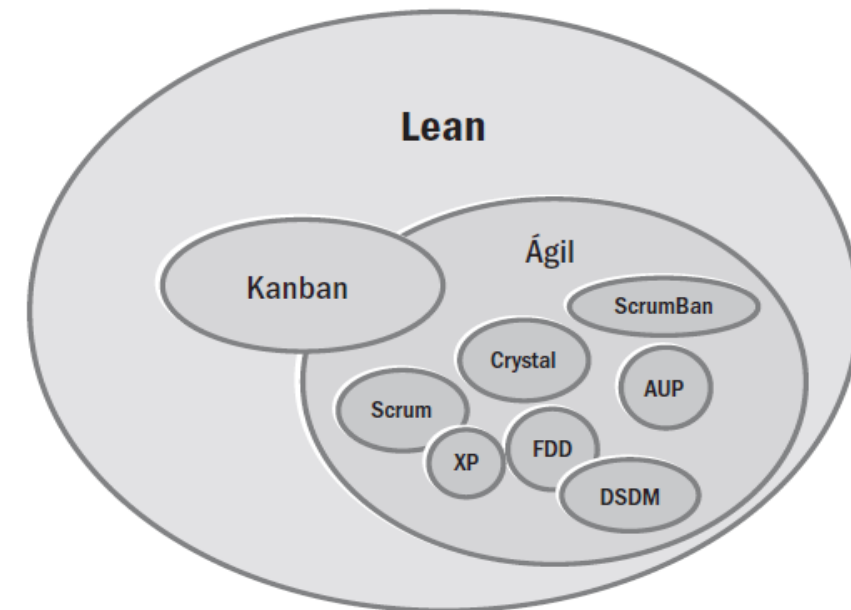 Lean
Ágil
Kanban
ScrumBan
Crystal
AUP
Scrum
FDD
XP
DSDM